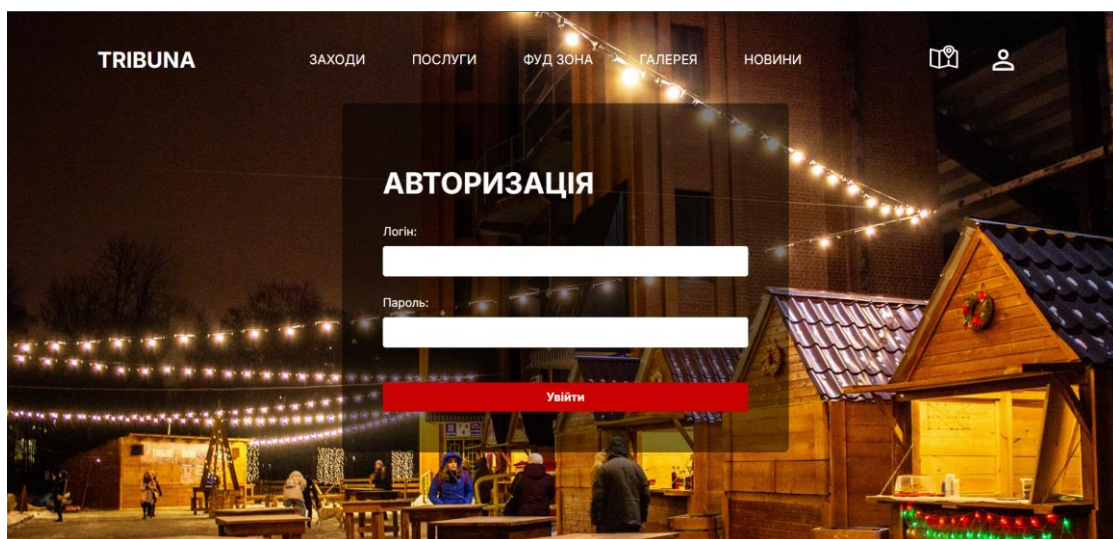 TRIBUNA
ЗАХОДИ ПОСЛУГИ ФУД ЗОНА ГАЛЕРЕЯ НОВИНИ
АВТОРИЗАЦІЯ
Логін:
Пароль:
Увійти